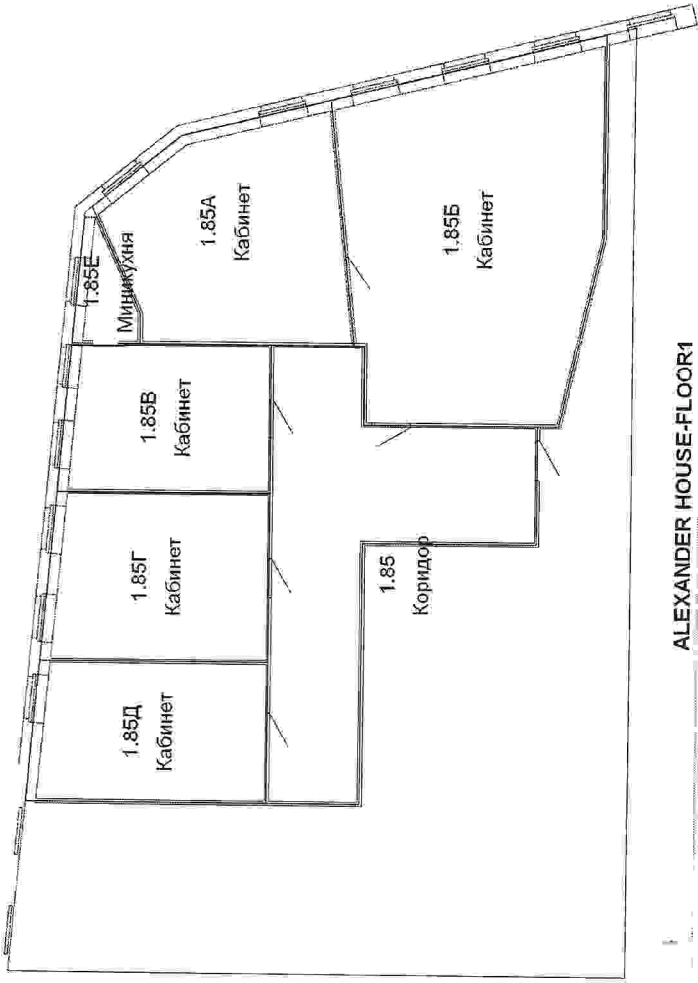 1.85Е
Миникухня
1.85А
Кабинет
1.85Б
Кабинет
1.85В
Кабинет
1.85Г
Кабинет
1.85Д
Кабинет
1.85
Коридор
ALEXANDER HOUSE-FLOOR1